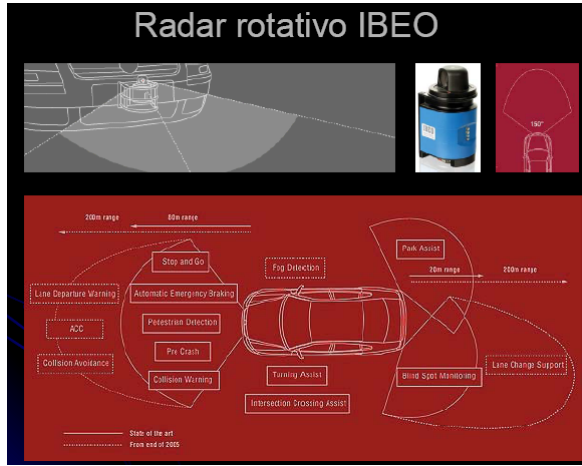 Radar rotativo IBEO
150°
200m range
80m range
Stop and Go
Fog Detection
Park Assist
20m range
200m range
Lane Departure Warning
Automatic Emergency Braking
ACC
Pedestrian Detection
Pre Crash
Collision Avoidance
Collision Warning
Turning Assist
Blind Spot Monitoring
Lane Change Support
Intersection Crossing Assist
State of the art
From end of 2005